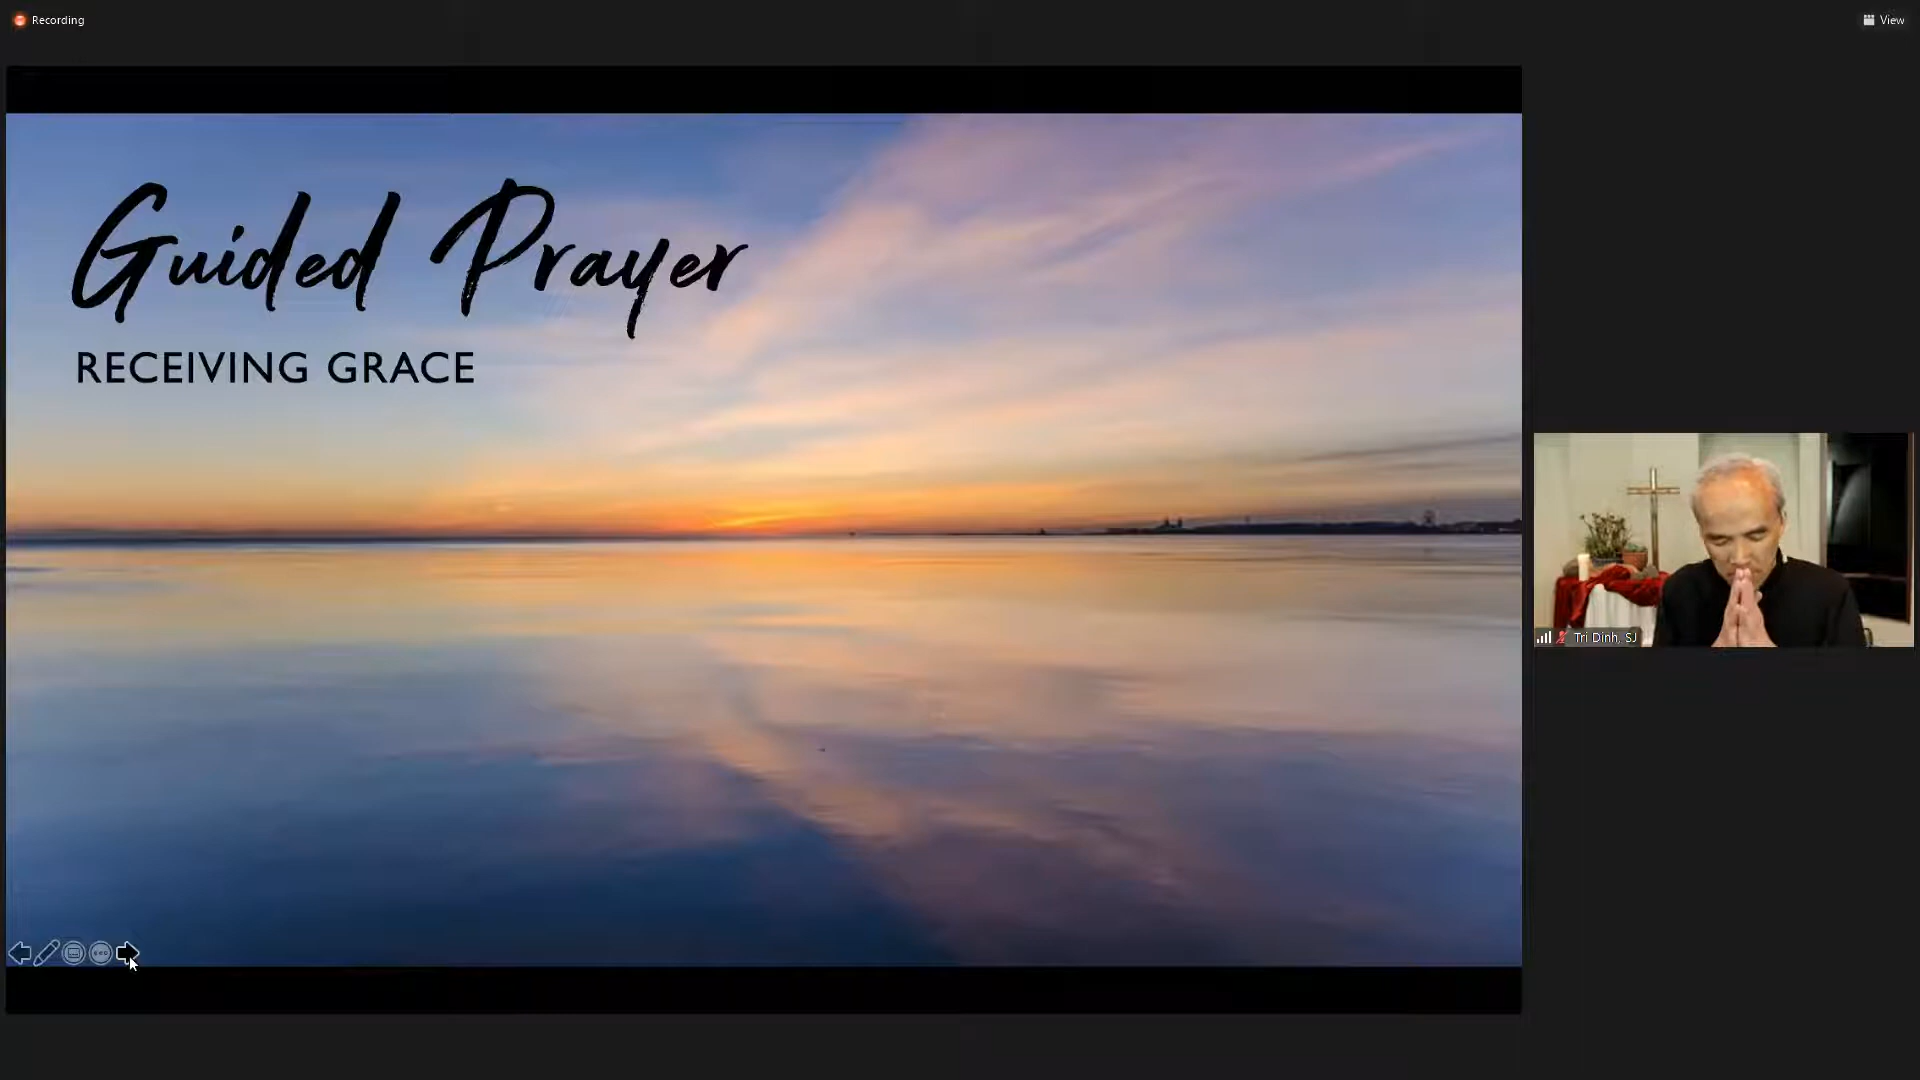 Recording
View
Guided Prayer
RECEIVING GRACE
Tri Dinh, SJ